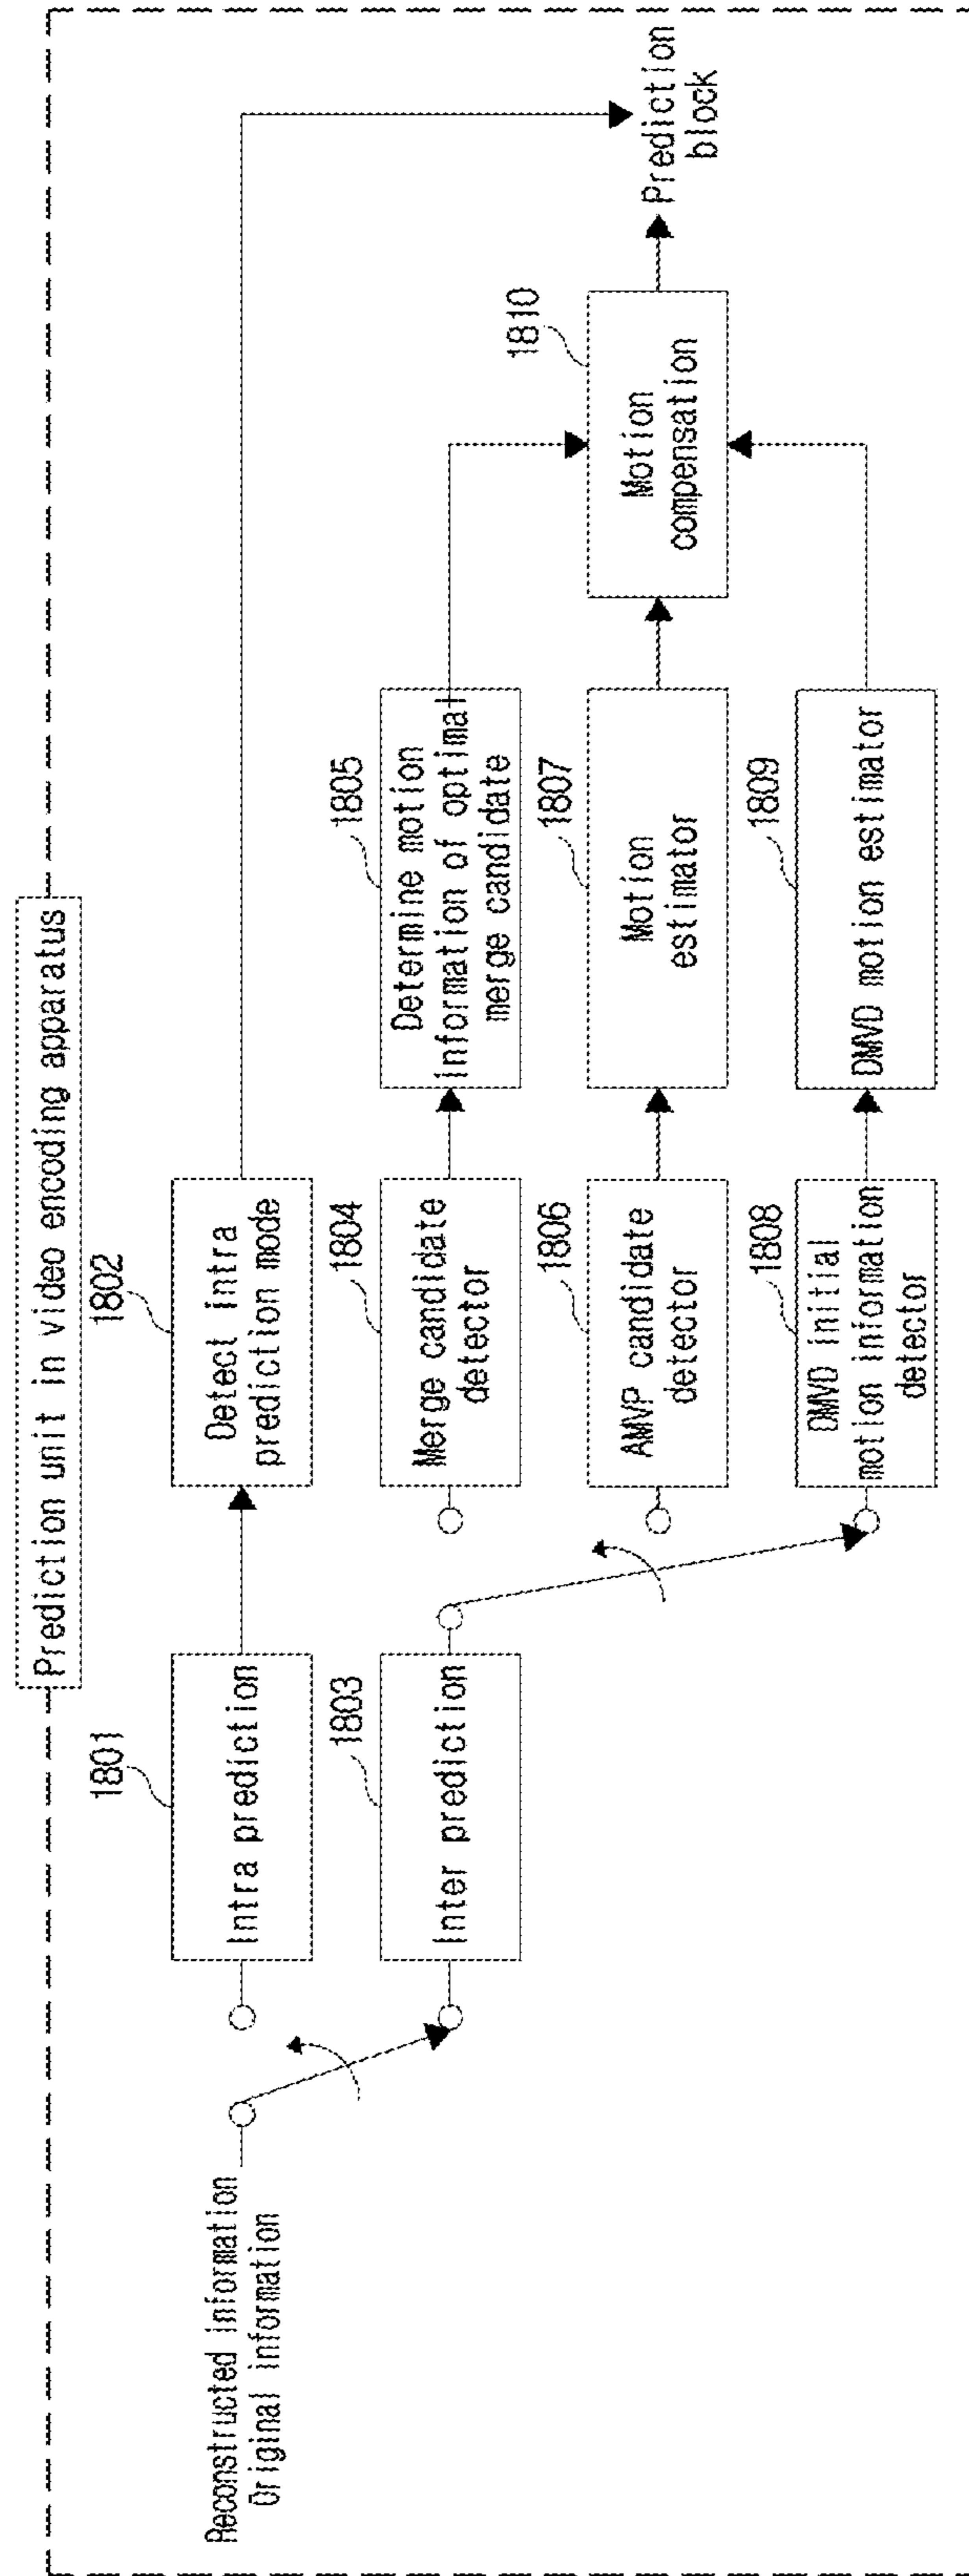 Prediction unit in video encoding apparatus
Reconstructed information
Original information
1801
Intra prediction
1802
Detect intra
prediction mode
1803
Inter prediction
1804
Merge candidate
detector
1805
Determine motion
information of optimal
merge candidate
1806
AMVP candidate
detector
1807
Motion
estimator
1808
DMVD initial
motion information
detector
1809
DMVD motion estimator
1810
Motion
compensation
Prediction
block